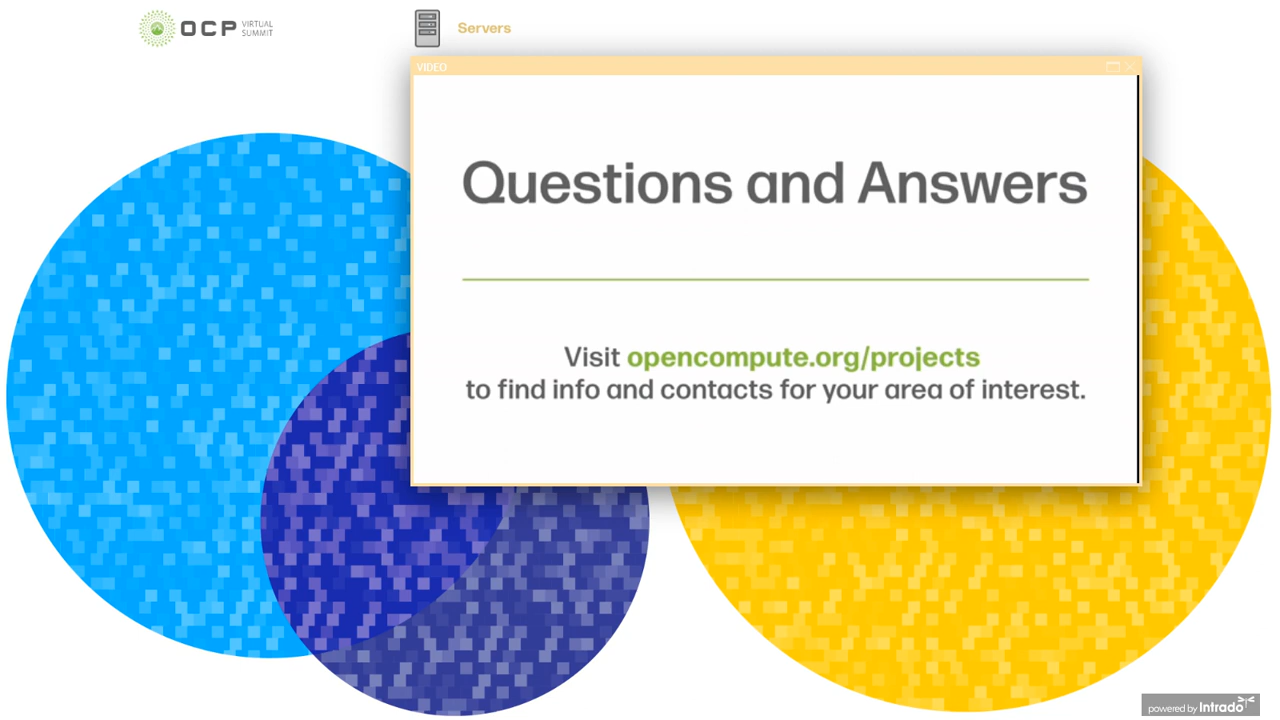 OCP VIRTUAL SUMMIT
Servers
VIDEO
Questions and Answers
Visit opencompute.org/projects
to find info and contacts for your area of interest.
powered by Intrado